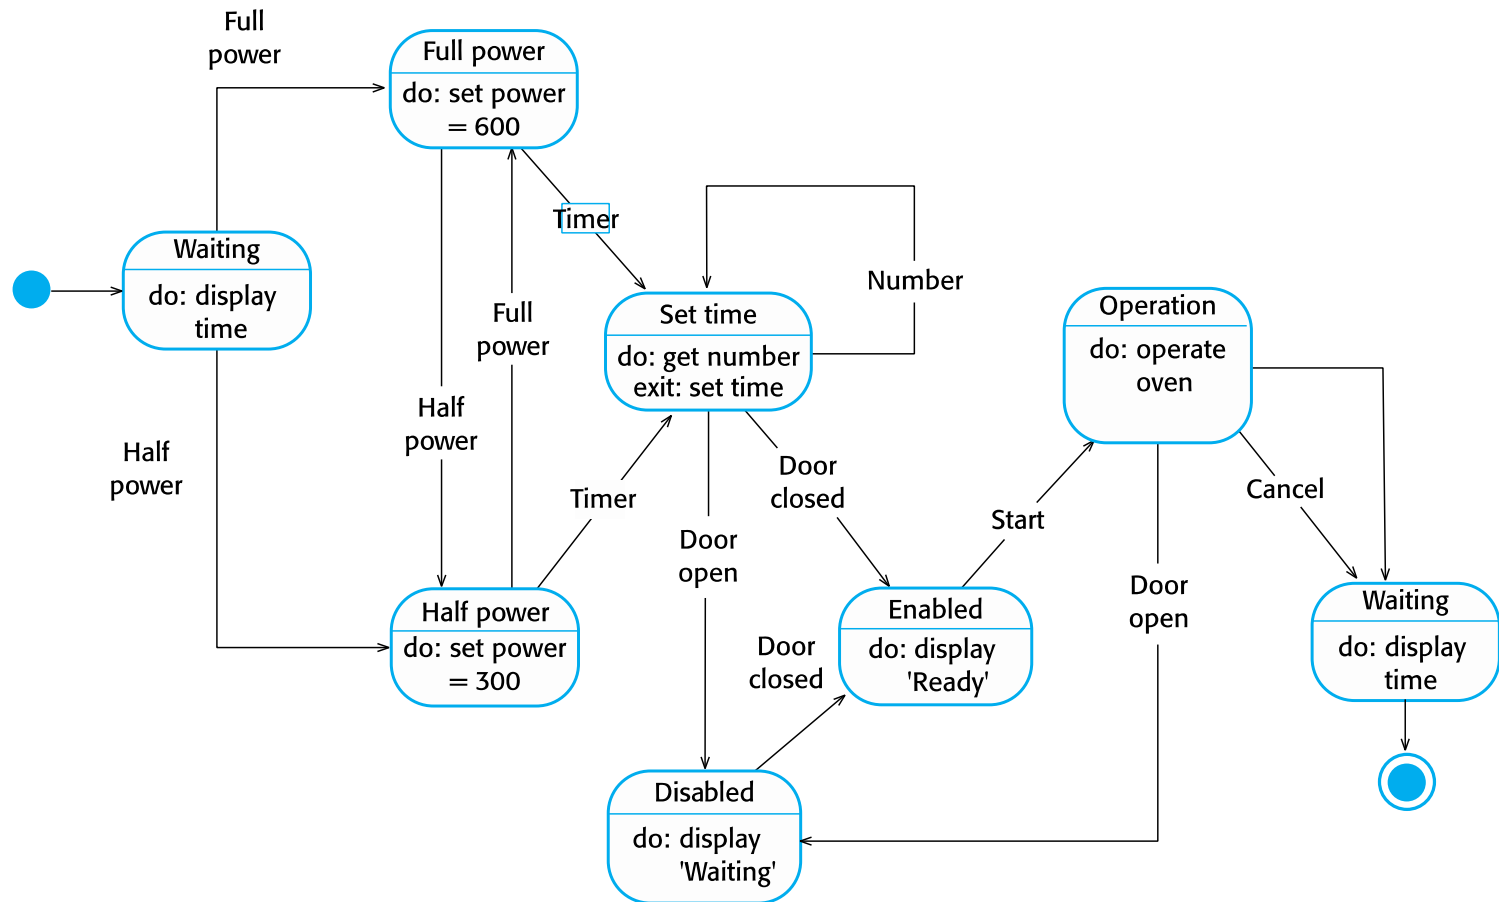 Full
power
Full power
do: set power
= 600
Timer
Waiting
do: display
time
Number
Full
power
Set time
do: get number
exit: set time
Operation
do: operate
oven
Half
power
Half
power
Timer
Door
closed
Cancel
Start
Door
open
Door
open
Half power
do: set power
= 300
Door
closed
Enabled
do: display
'Ready'
Waiting
do: display
time
Disabled
do: display
'Waiting'